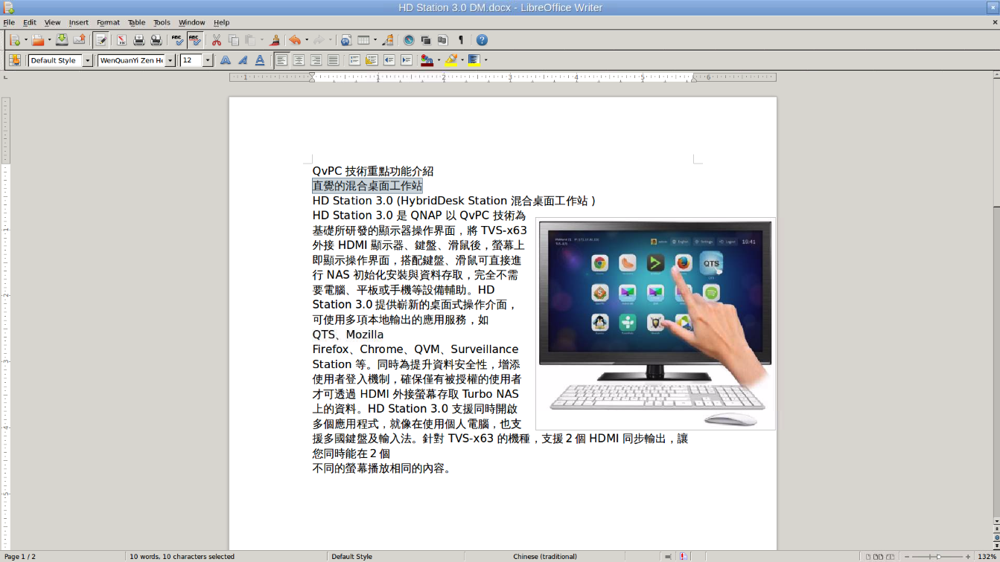 HD Station 3.0 DM.docx - LibreOffice Writer
File Edit View Insert Format Table Tools Window Help
Default Style WenQuanYi Zen He 12
1 1 2 3 4 5 6
QvPC 技術重點功能介紹
直覺的混合桌面工作站
HD Station 3.0 (HybridDesk Station 混合桌面工作站 )
HD Station 3.0 是 QNAP 以 QvPC 技術為
基礎所研發的顯示器操作界面，將 TVS-x63
外接 HDMI 顯示器、鍵盤、滑鼠後，螢幕上
即顯示操作界面，搭配鍵盤、滑鼠可直接進
行 NAS 初始化安裝與資料存取，完全不需
要電腦、平板或手機等設備輔助。HD
Station 3.0 提供嶄新的桌面式操作介面，
可使用多項本地輸出的應用服務，如
QTS、Mozilla
Firefox、Chrome、QVM、Surveillance
Station 等。同時為提升資料安全性，增添
使用者登入機制，確保僅有被授權的使用者
才可透過 HDMI 外接螢幕存取 Turbo NAS
上的資料。HD Station 3.0 支援同時開啟
多個應用程式，就像在使用個人電腦，也支
援多國鍵盤及輸入法。針對 TVS-x63 的機種，支援 2 個 HDMI 同步輸出，讓
您同時能在 2 個
不同的螢幕播放相同的內容。
English Settings Logout 10:41
QTS
Page 1 / 2 10 words, 10 characters selected Default Style Chinese (traditional) 132%